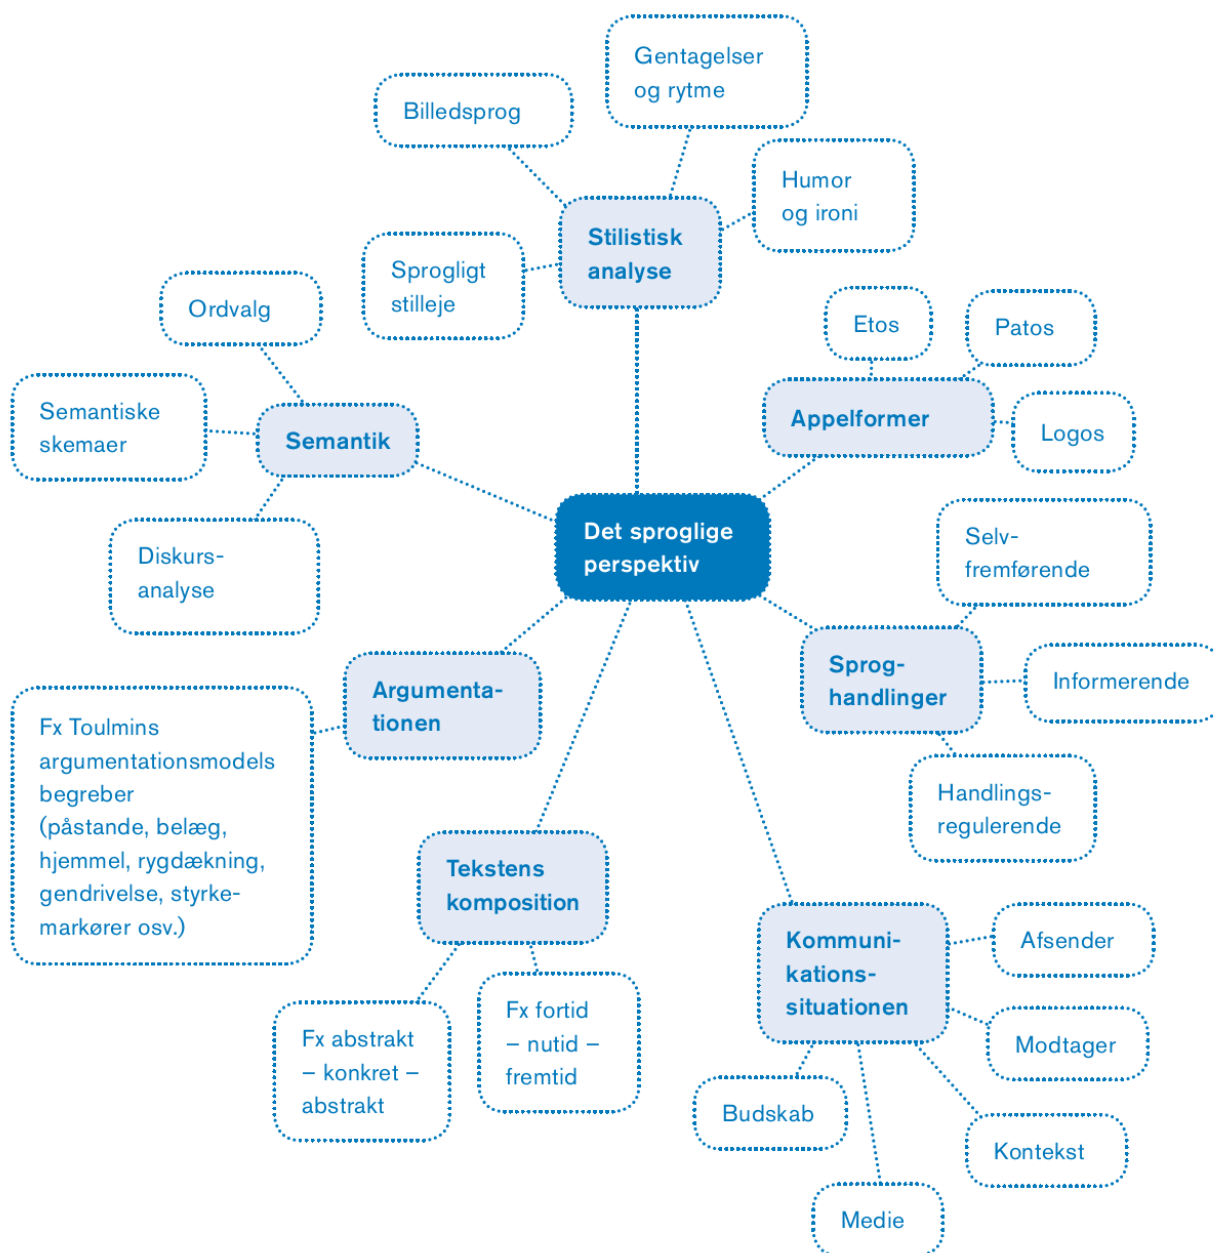 Gentagelser
og rytme
Billedsprog
Humor
og ironi
Stilistisk
analyse
Sprogligt
stilleje
Ordvalg
Etos
Patos
Semantiske
skemaer
Semantik
Appelformer
Logos
Det sproglige
perspektiv
Diskurs-
analyse
Selv-
fremførende
Argumenta-
tionen
Sprog-
handlinger
Informerende
Fx Toulmins
argumentationsmodels
begreber
(påstande, belæg,
hjemmel, rygdækning,
gendrivelse, styrke-
markører osv.)
Handlings-
regulerende
Tekstens
komposition
Kommuni-
kations-
situationen
Afsender
Fx abstrakt
– konkret –
abstrakt
Fx fortid
– nutid –
fremtid
Modtager
Budskab
Kontekst
Medie